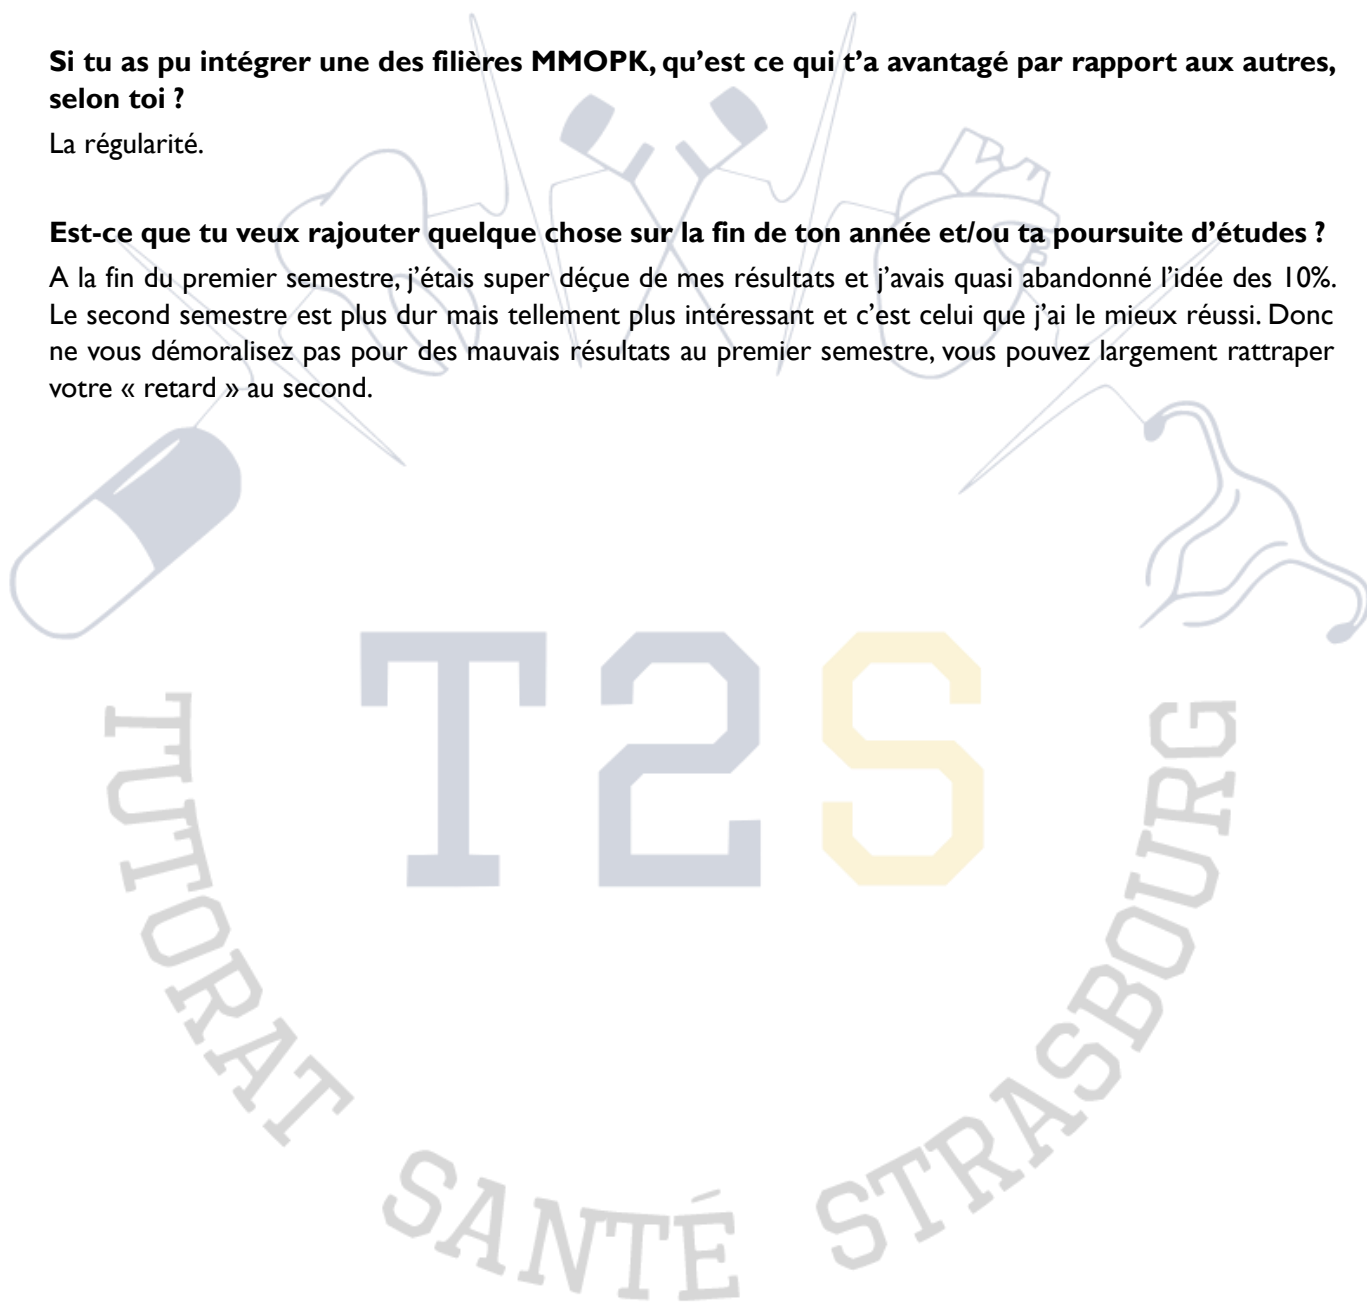 Si tu as pu intégrer une des filières MMOPK, qu’est ce qui t’a avantagé par rapport aux autres,
selon toi ?
La régularité.
Est-ce que tu veux rajouter quelque chose sur la fin de ton année et/ou ta poursuite d’études ?
A la fin du premier semestre, j’étais super déçue de mes résultats et j’avais quasi abandonné l’idée des 10%.
Le second semestre est plus dur mais tellement plus intéressant et c’est celui que j’ai le mieux réussi. Donc
ne vous démoralisez pas pour des mauvais résultats au premier semestre, vous pouvez largement rattraper
votre « retard » au second.
T2S
TUTORAT SANTÉ STRASBOURG